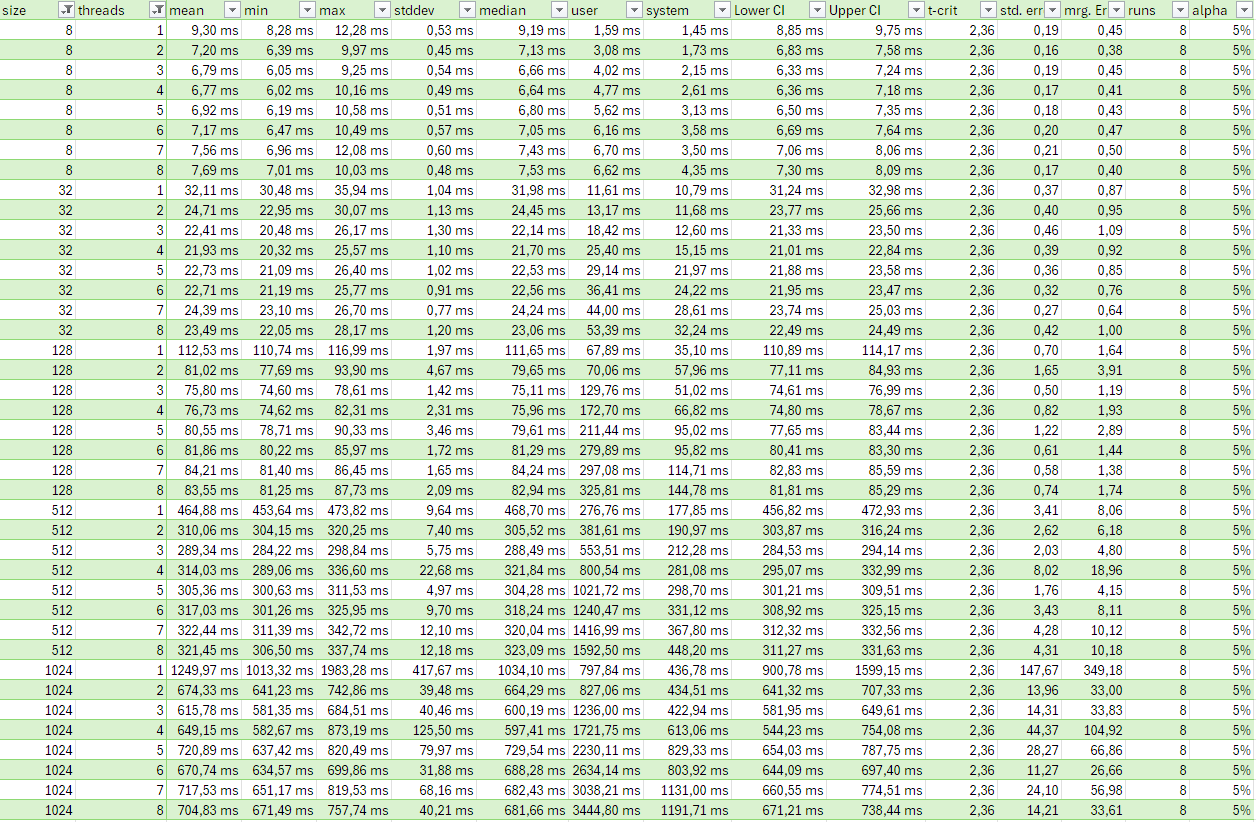 size threads mean min max stddev median user system Lower CI Upper CI t-crit std. err mrg. Er runs alpha
8 1 9,30 ms 8,28 ms 12,28 ms 0,53 ms 9,19 ms 1,59 ms 1,45 ms 8,85 ms 9,75 ms 2,36 0,19 0,45 8 5%
8 2 7,20 ms 6,39 ms 9,97 ms 0,45 ms 7,13 ms 3,08 ms 1,73 ms 6,83 ms 7,58 ms 2,36 0,16 0,38 8 5%
8 3 6,79 ms 6,05 ms 9,25 ms 0,54 ms 6,66 ms 4,02 ms 2,15 ms 6,33 ms 7,24 ms 2,36 0,19 0,45 8 5%
8 4 6,77 ms 6,02 ms 10,16 ms 0,49 ms 6,64 ms 4,77 ms 2,61 ms 6,36 ms 7,18 ms 2,36 0,17 0,41 8 5%
8 5 6,92 ms 6,19 ms 10,58 ms 0,51 ms 6,80 ms 5,62 ms 3,13 ms 6,50 ms 7,35 ms 2,36 0,18 0,43 8 5%
8 6 7,17 ms 6,47 ms 10,49 ms 0,57 ms 7,05 ms 6,16 ms 3,58 ms 6,69 ms 7,64 ms 2,36 0,20 0,47 8 5%
8 7 7,56 ms 6,96 ms 12,08 ms 0,60 ms 7,43 ms 6,70 ms 3,50 ms 7,06 ms 8,06 ms 2,36 0,21 0,50 8 5%
8 8 7,69 ms 7,01 ms 10,03 ms 0,48 ms 7,53 ms 6,62 ms 4,35 ms 7,30 ms 8,09 ms 2,36 0,17 0,40 8 5%
32 1 32,11 ms 30,48 ms 35,94 ms 1,04 ms 31,98 ms 11,61 ms 10,79 ms 31,24 ms 32,98 ms 2,36 0,37 0,87 8 5%
32 2 24,71 ms 22,95 ms 30,07 ms 1,13 ms 24,45 ms 13,17 ms 11,68 ms 23,77 ms 25,66 ms 2,36 0,40 0,95 8 5%
32 3 22,41 ms 20,48 ms 26,17 ms 1,30 ms 22,14 ms 18,42 ms 12,60 ms 21,33 ms 23,50 ms 2,36 0,46 1,09 8 5%
32 4 21,93 ms 20,32 ms 25,57 ms 1,10 ms 21,70 ms 25,40 ms 15,15 ms 21,01 ms 22,84 ms 2,36 0,39 0,92 8 5%
32 5 22,73 ms 21,09 ms 26,40 ms 1,02 ms 22,53 ms 29,14 ms 21,97 ms 21,88 ms 23,58 ms 2,36 0,36 0,85 8 5%
32 6 22,71 ms 21,19 ms 25,77 ms 0,91 ms 22,56 ms 36,41 ms 24,22 ms 21,95 ms 23,47 ms 2,36 0,32 0,76 8 5%
32 7 24,39 ms 23,10 ms 26,70 ms 0,77 ms 24,24 ms 44,00 ms 28,61 ms 23,74 ms 25,03 ms 2,36 0,27 0,64 8 5%
32 8 23,49 ms 22,05 ms 28,17 ms 1,20 ms 23,06 ms 53,39 ms 32,24 ms 22,49 ms 24,49 ms 2,36 0,42 1,00 8 5%
128 1 112,53 ms 110,74 ms 116,99 ms 1,97 ms 111,65 ms 67,89 ms 35,10 ms 110,89 ms 114,17 ms 2,36 0,70 1,64 8 5%
128 2 81,02 ms 77,69 ms 93,90 ms 4,67 ms 79,65 ms 70,06 ms 57,96 ms 77,11 ms 84,93 ms 2,36 1,65 3,91 8 5%
128 3 75,80 ms 74,60 ms 78,61 ms 1,42 ms 75,11 ms 129,76 ms 51,02 ms 74,61 ms 76,99 ms 2,36 0,50 1,19 8 5%
128 4 76,73 ms 74,62 ms 82,31 ms 2,31 ms 75,96 ms 172,70 ms 66,82 ms 74,80 ms 78,67 ms 2,36 0,82 1,93 8 5%
128 5 80,55 ms 78,71 ms 90,33 ms 3,46 ms 79,61 ms 211,44 ms 95,02 ms 77,65 ms 83,44 ms 2,36 1,22 2,89 8 5%
128 6 81,86 ms 80,22 ms 85,97 ms 1,72 ms 81,29 ms 279,89 ms 95,82 ms 80,41 ms 83,30 ms 2,36 0,61 1,44 8 5%
128 7 84,21 ms 81,40 ms 86,45 ms 1,65 ms 84,24 ms 297,08 ms 114,71 ms 82,83 ms 85,59 ms 2,36 0,58 1,38 8 5%
128 8 83,55 ms 81,25 ms 87,73 ms 2,09 ms 82,94 ms 325,81 ms 144,78 ms 81,81 ms 85,29 ms 2,36 0,74 1,74 8 5%
512 1 464,88 ms 453,64 ms 473,82 ms 9,64 ms 468,70 ms 276,76 ms 177,85 ms 456,82 ms 472,93 ms 2,36 3,41 8,06 8 5%
512 2 310,06 ms 304,15 ms 320,25 ms 7,40 ms 305,52 ms 381,61 ms 190,97 ms 303,87 ms 316,24 ms 2,36 2,62 6,18 8 5%
512 3 289,34 ms 284,22 ms 298,84 ms 5,75 ms 288,49 ms 553,51 ms 212,28 ms 284,53 ms 294,14 ms 2,36 2,03 4,80 8 5%
512 4 314,03 ms 289,06 ms 336,60 ms 22,68 ms 321,84 ms 800,54 ms 281,08 ms 295,07 ms 332,99 ms 2,36 8,02 18,96 8 5%
512 5 305,36 ms 300,63 ms 311,53 ms 4,97 ms 304,28 ms 1021,72 ms 298,70 ms 301,21 ms 309,51 ms 2,36 1,76 4,15 8 5%
512 6 317,03 ms 301,26 ms 325,95 ms 9,70 ms 318,24 ms 1240,47 ms 331,12 ms 308,92 ms 325,15 ms 2,36 3,43 8,11 8 5%
512 7 322,44 ms 311,39 ms 342,72 ms 12,10 ms 320,04 ms 1416,99 ms 367,80 ms 312,32 ms 332,56 ms 2,36 4,28 10,12 8 5%
512 8 321,45 ms 306,50 ms 337,74 ms 12,18 ms 323,09 ms 1592,50 ms 448,20 ms 311,27 ms 331,63 ms 2,36 4,31 10,18 8 5%
1024 1 1249,97 ms 1013,32 ms 1983,28 ms 417,67 ms 1034,10 ms 797,84 ms 436,78 ms 900,78 ms 1599,15 ms 2,36 147,67 349,18 8 5%
1024 2 674,33 ms 641,23 ms 742,86 ms 39,48 ms 664,29 ms 827,06 ms 434,51 ms 641,32 ms 707,33 ms 2,36 13,96 33,00 8 5%
1024 3 615,78 ms 581,35 ms 684,51 ms 40,46 ms 600,19 ms 1236,00 ms 422,94 ms 581,95 ms 649,61 ms 2,36 14,31 33,83 8 5%
1024 4 649,15 ms 582,67 ms 873,19 ms 125,50 ms 597,41 ms 1721,75 ms 613,06 ms 544,23 ms 754,08 ms 2,36 44,37 104,92 8 5%
1024 5 720,89 ms 637,42 ms 820,49 ms 79,97 ms 729,54 ms 2230,11 ms 829,33 ms 654,03 ms 787,75 ms 2,36 28,27 66,86 8 5%
1024 6 670,74 ms 634,57 ms 699,86 ms 31,88 ms 688,28 ms 2634,14 ms 803,92 ms 644,09 ms 697,40 ms 2,36 11,27 26,66 8 5%
1024 7 717,53 ms 651,17 ms 819,53 ms 68,16 ms 682,43 ms 3038,21 ms 1131,00 ms 660,55 ms 774,51 ms 2,36 24,10 56,98 8 5%
1024 8 704,83 ms 671,49 ms 757,74 ms 40,21 ms 681,66 ms 3444,80 ms 1191,71 ms 671,21 ms 738,44 ms 2,36 14,21 33,61 8 5%